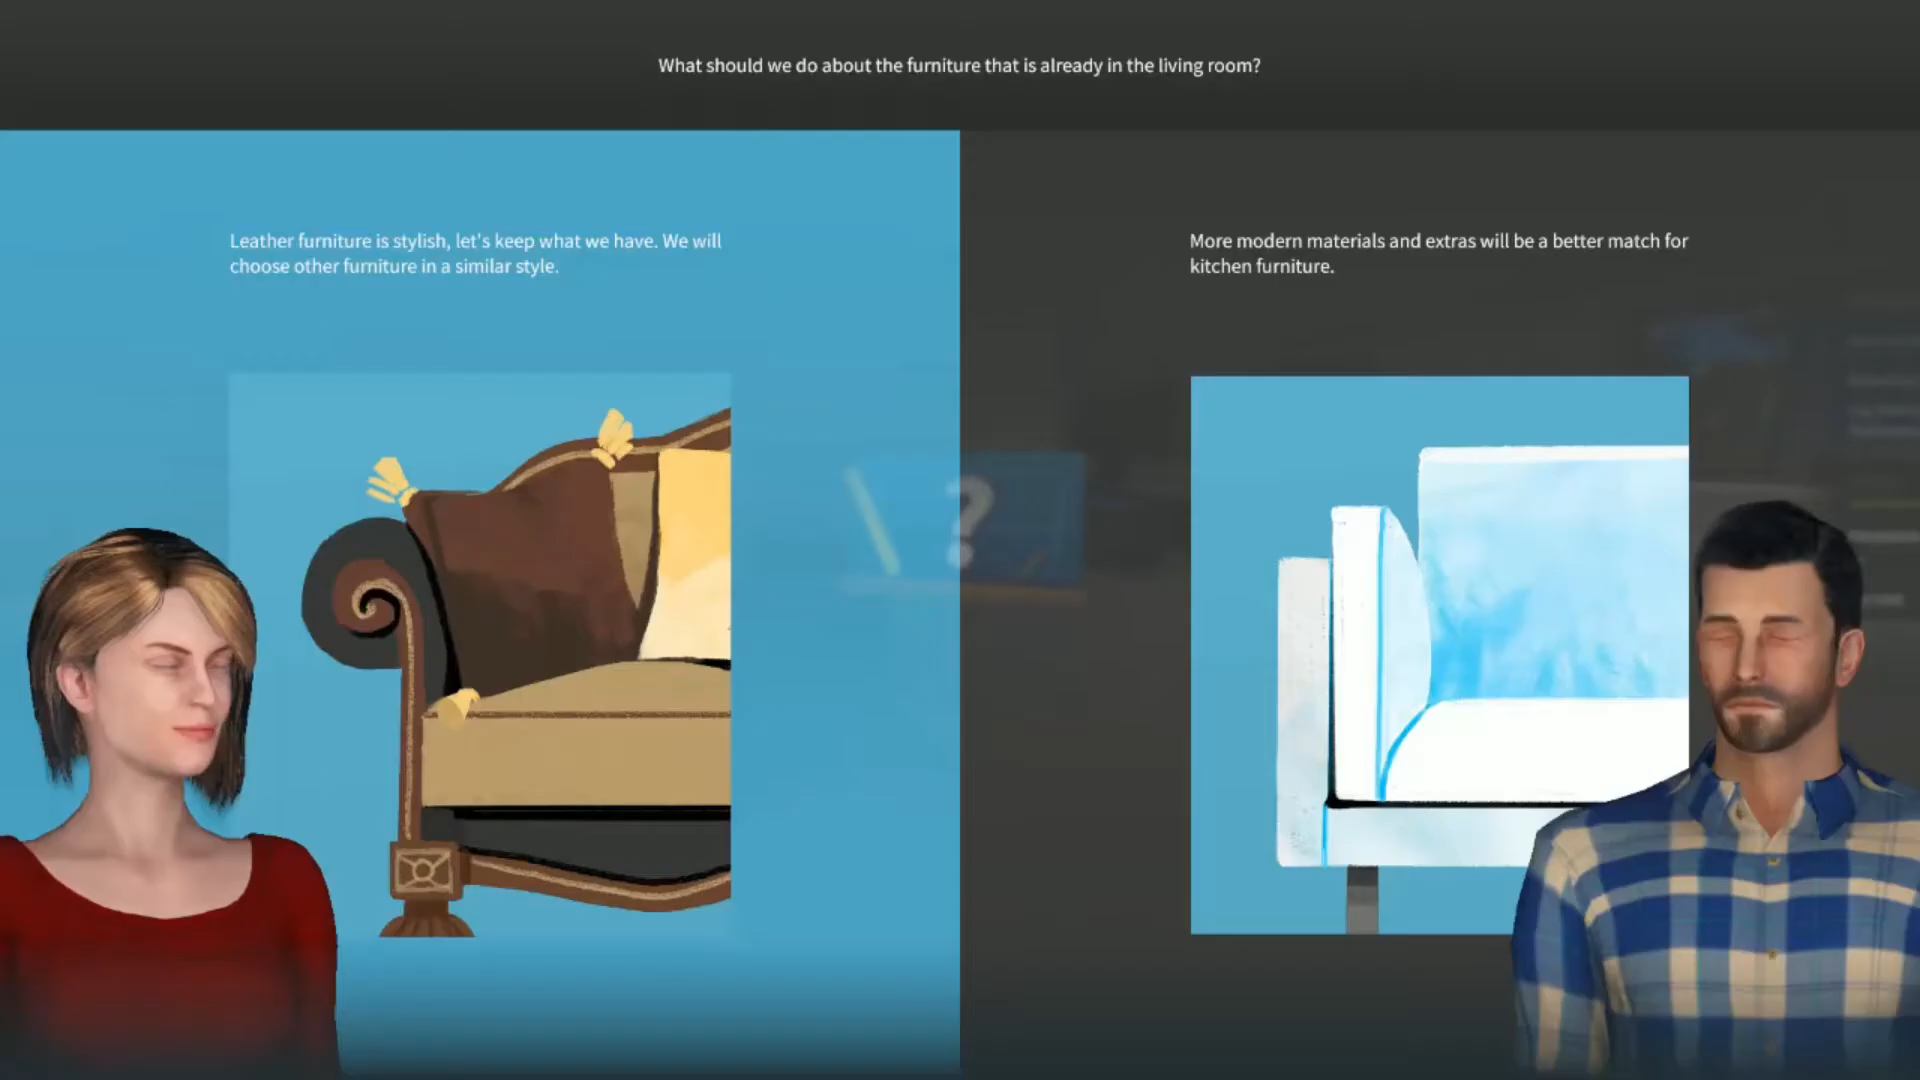 What should we do about the furniture that is already in the living room?
Leather furniture is stylish, let's keep what we have. We will
choose other furniture in a similar style.
More modern materials and extras will be a better match for
kitchen furniture.
?